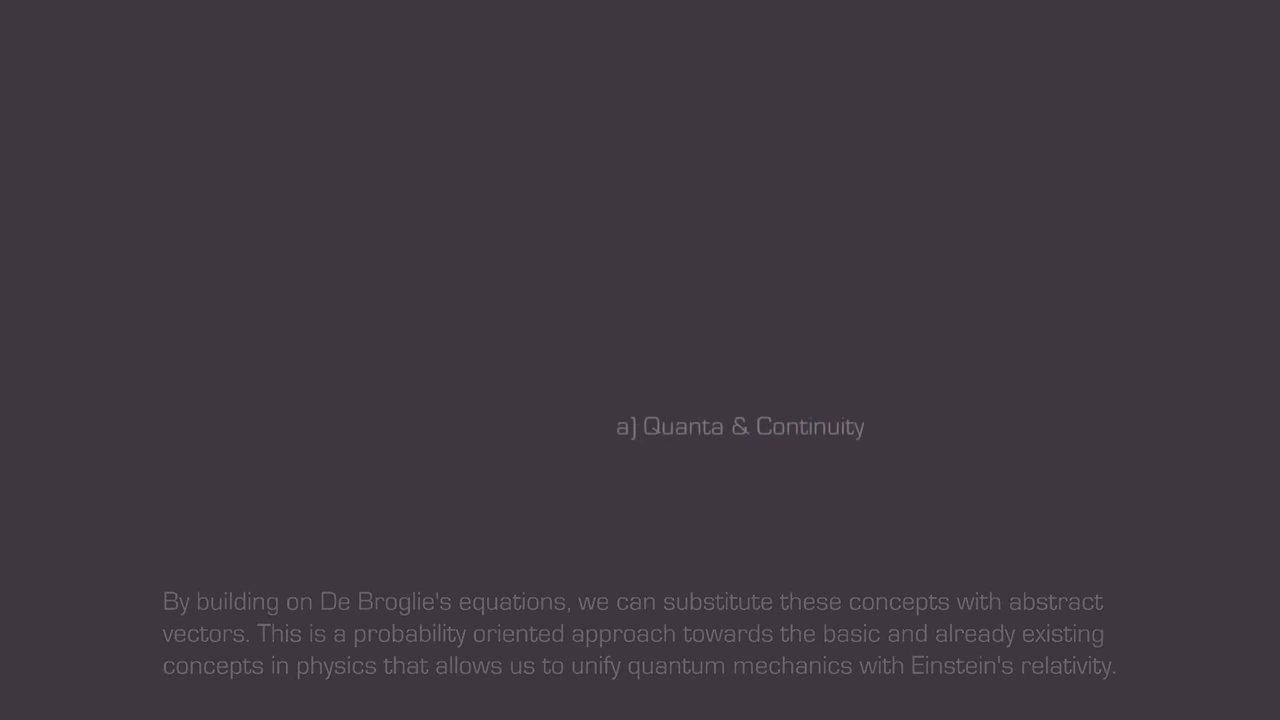 a) Quanta & Continuity
By building on De Broglie's equations, we can substitute these concepts with abstract
vectors. This is a probability oriented approach towards the basic and already existing
concepts in physics that allows us to unify quantum mechanics with Einstein's relativity.